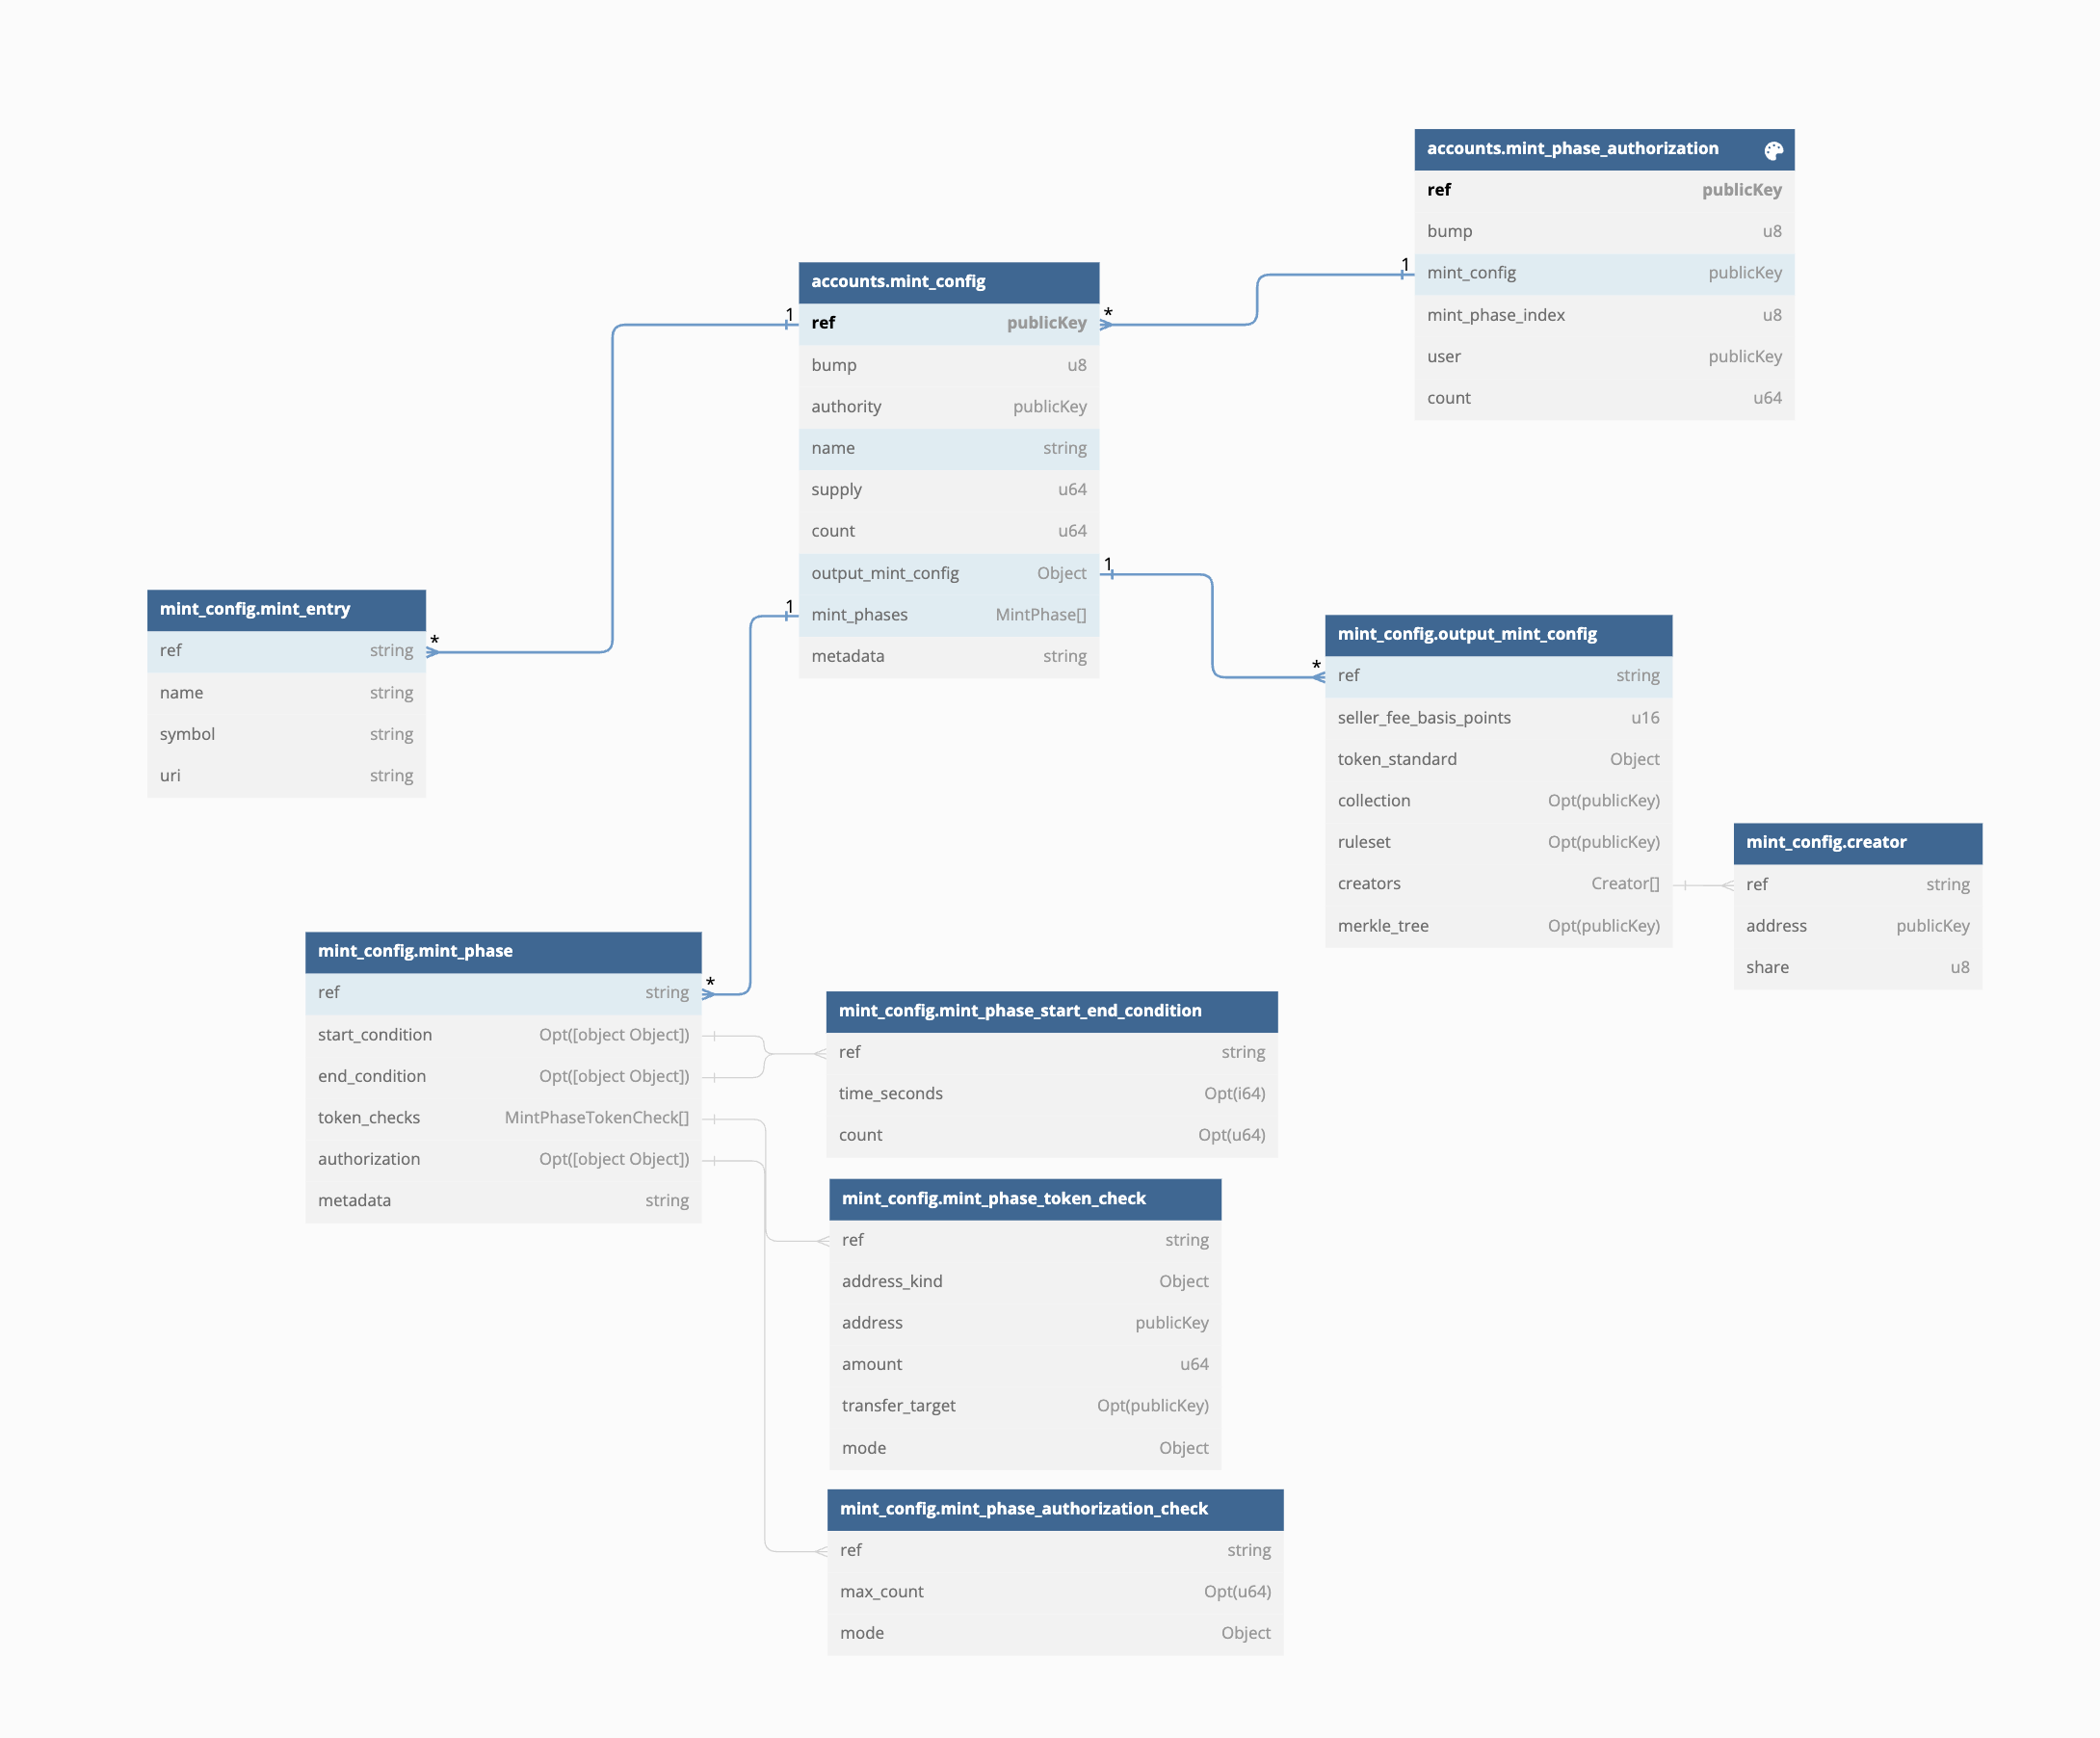 accounts.mint_phase_authorization
ref publicKey
bump u8
1 mint_config publicKey
mint_phase_index u8
user publicKey
count u64
accounts.mint_config
1 ref publicKey *
bump u8
authority publicKey
name string
supply u64
count u64
output_mint_config Object 1
1 mint_phases MintPhase[]
metadata string
mint_config.mint_entry
ref string *
name string
symbol string
uri string
mint_config.output_mint_config
* ref string
seller_fee_basis_points u16
token_standard Object
collection Opt(publicKey)
ruleset Opt(publicKey)
creators Creator[]
merkle_tree Opt(publicKey)
mint_config.creator
ref string
address publicKey
share u8
mint_config.mint_phase
ref string *
start_condition Opt([object Object])
end_condition Opt([object Object])
token_checks MintPhaseTokenCheck[]
authorization Opt([object Object])
metadata string
mint_config.mint_phase_start_end_condition
ref string
time_seconds Opt(i64)
count Opt(u64)
mint_config.mint_phase_token_check
ref string
address_kind Object
address publicKey
amount u64
transfer_target Opt(publicKey)
mode Object
mint_config.mint_phase_authorization_check
ref string
max_count Opt(u64)
mode Object